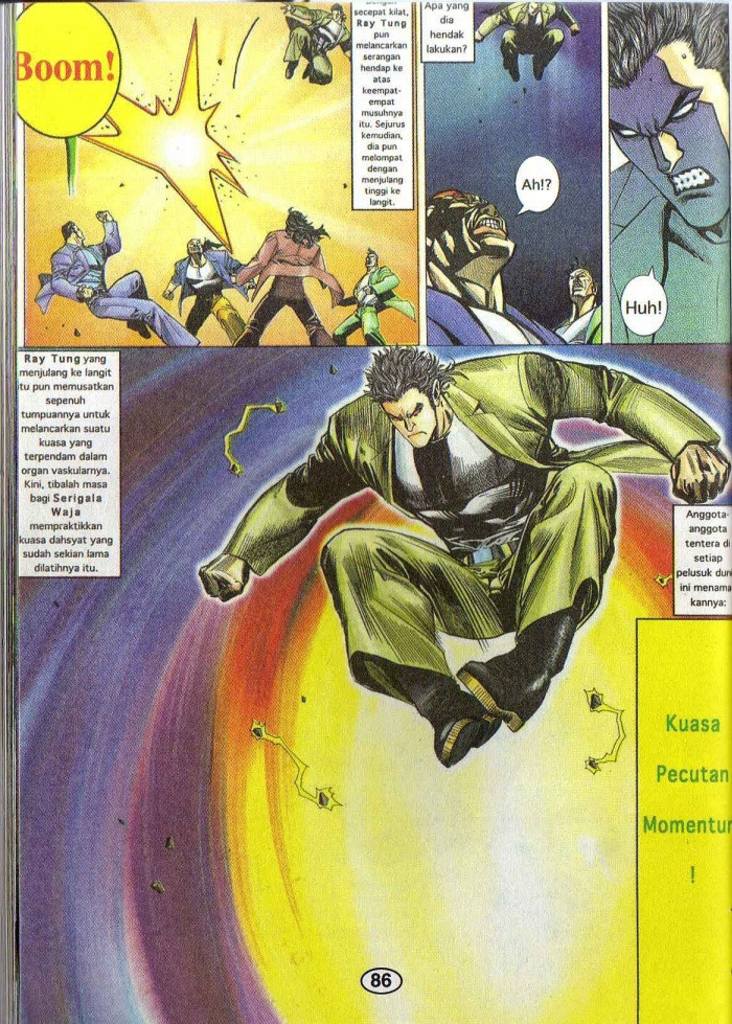 Boom!
secepat kilat,
Ray Tung
pun
melancarkan
serangan
hendap ke
atas
keempat-
empat
musuhnya
itu. Sejurus
kemudian,
dia pun
melompat
dengan
menjulang
tinggi ke
langit.
Apa yang
dia
hendak
lakukan?
Ah!?
Huh!
Ray Tung yang
menjulang ke langit
itu pun memusatkan
sepenuh
tumpuannya untuk
melancarkan suatu
kuasa yang
terpendam dalam
organ vaskularnya.
Kini, tibalah masa
bagi Serigala
Waja
mempraktikkan
kuasa dahsyat yang
sudah sekian lama
dilatihnya itu.
Anggota-
anggota
tentera di
setiap
pelusuk
ini menama
kannya:
Kuasa
Pecutan
Momentum
!
86